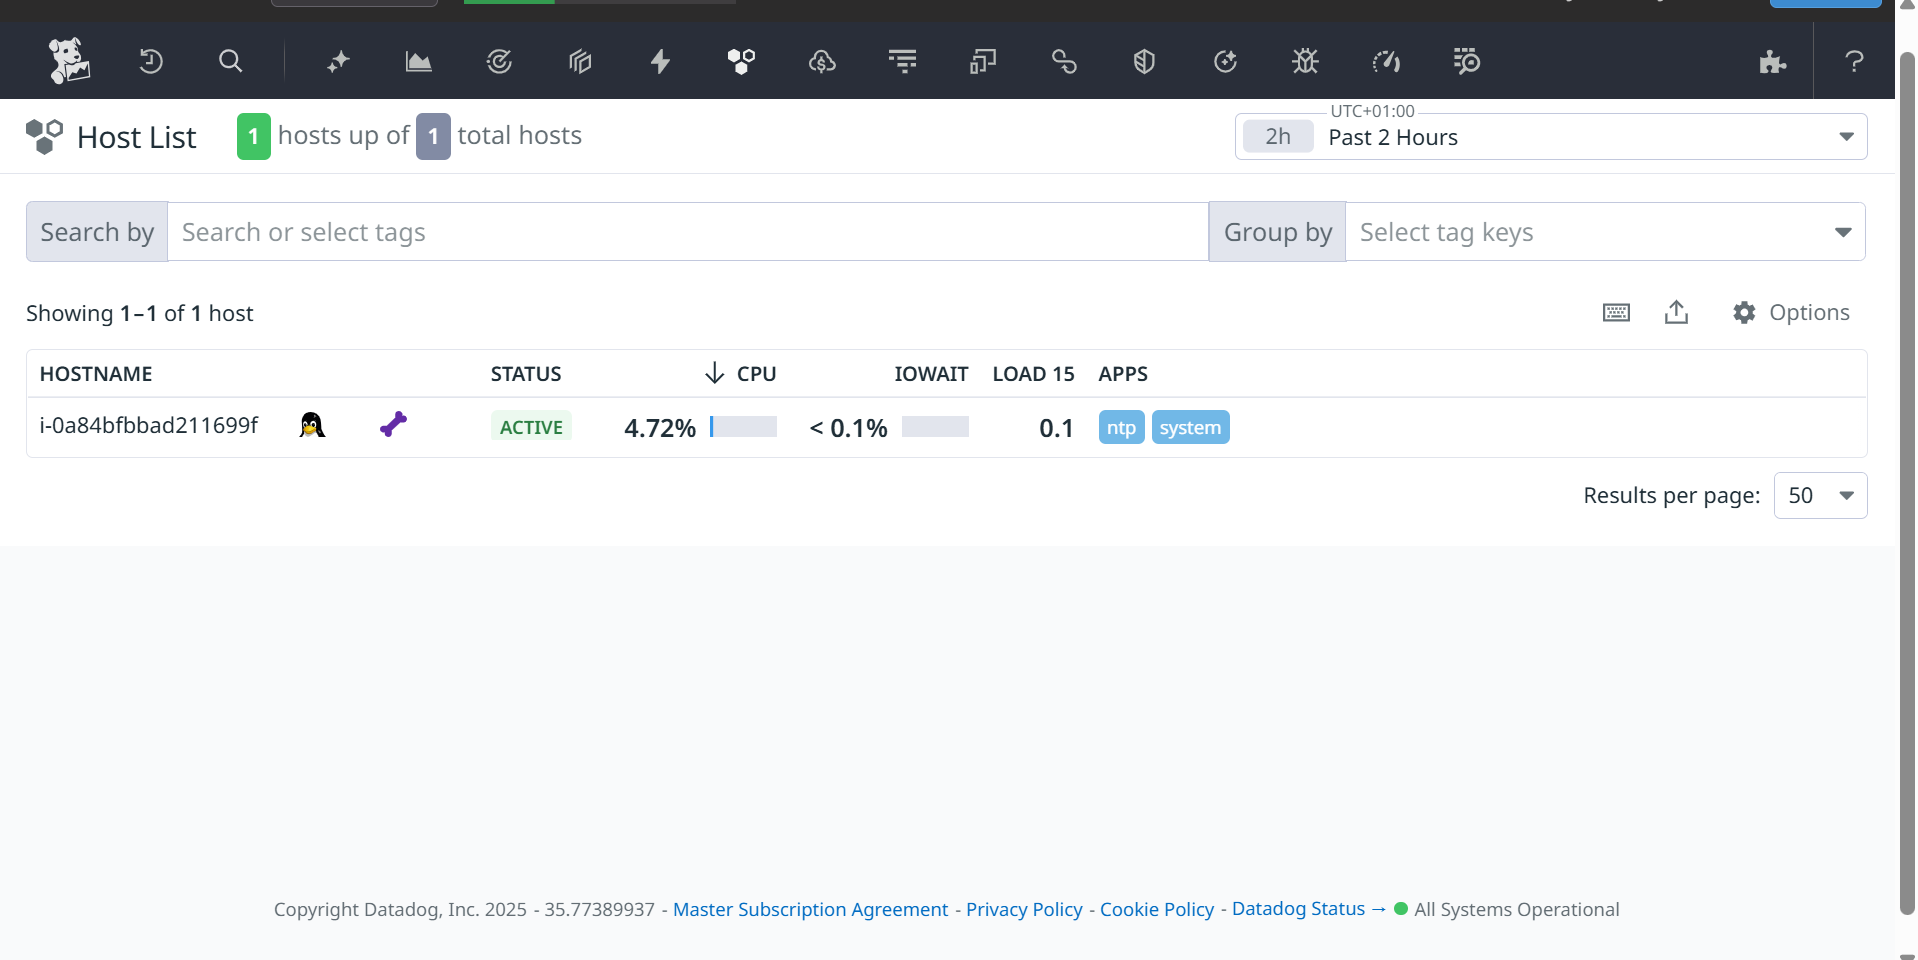 Host List 1 hosts up of 1 total hosts
UTC+01:00
2h Past 2 Hours
Search by Search or select tags Group by Select tag keys
Showing 1–1 of 1 host Options
HOSTNAME STATUS CPU IOWAIT LOAD 15 APPS
i-0a84bfbbad211699f ACTIVE 4.72% < 0.1% 0.1 ntp system
Results per page: 50
Copyright Datadog, Inc. 2025 - 35.77389937 - Master Subscription Agreement - Privacy Policy - Cookie Policy - Datadog Status → All Systems Operational